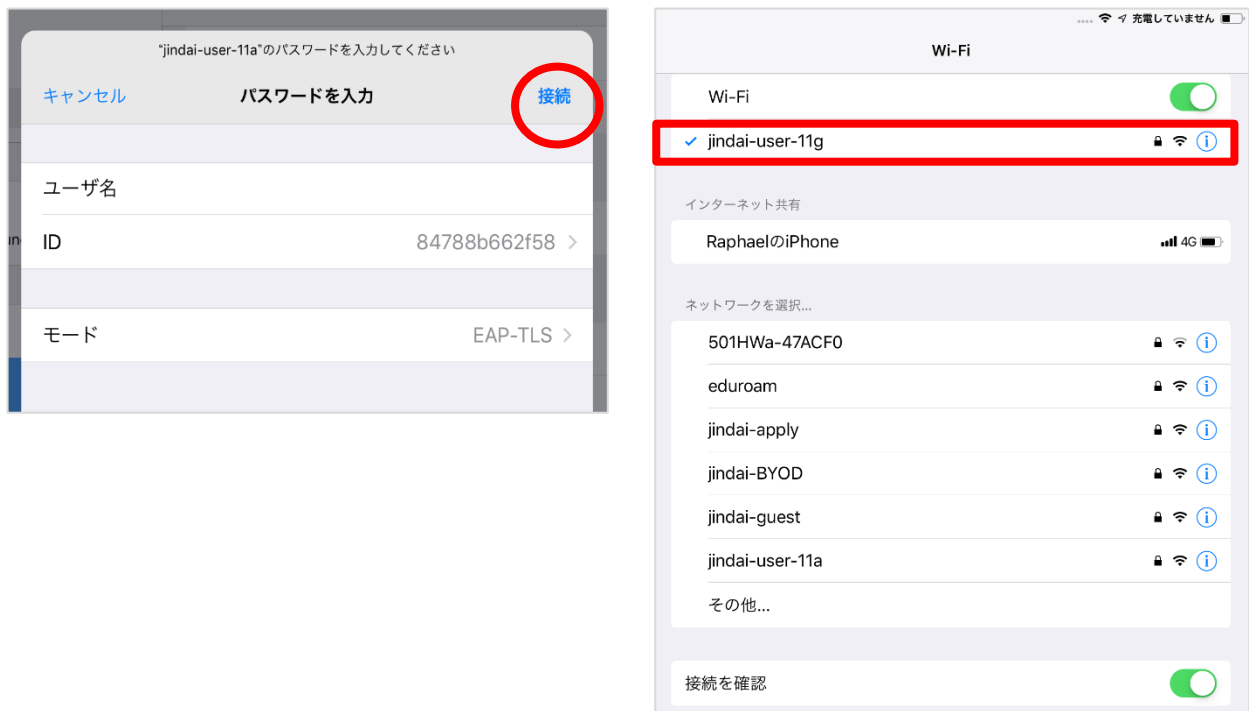 "jindai-user-11a"のパスワードを入力してください
キャンセル パスワードを入力 接続
ユーザ名
ID 84788b662f58
モード EAP-TLS
充電していません
Wi-Fi
Wi-Fi
jindai-user-11g
インターネット共有
RaphaelのiPhone 4G
ネットワークを選択...
501HWa-47ACF0
eduroam
jindai-apply
jindai-BYOD
jindai-guest
jindai-user-11a
その他...
接続を確認